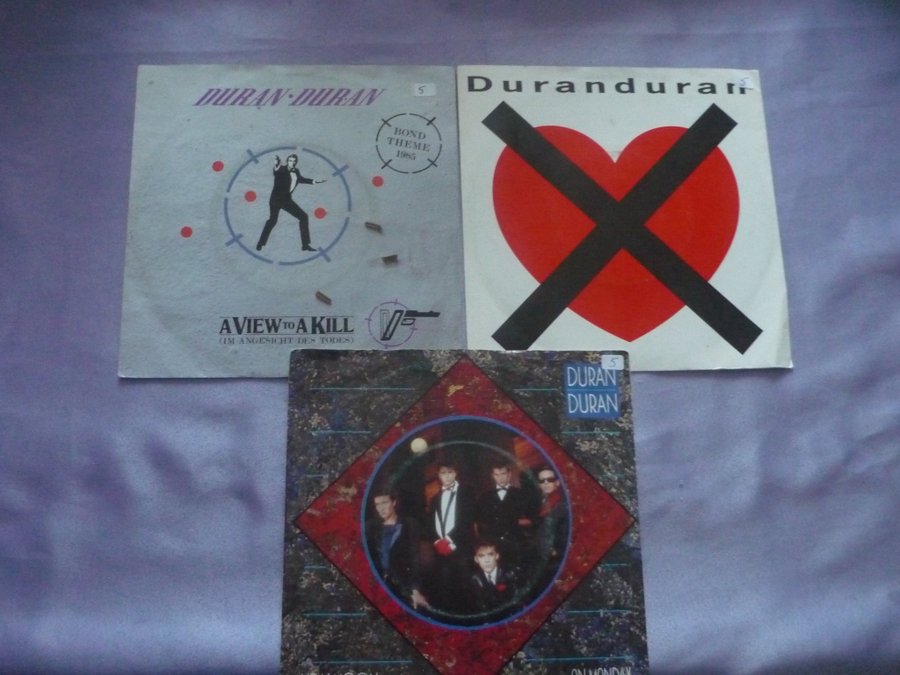 DURAN·DURAN
5
BOND
THEME
1985
A VIEW TO A KILL
(IM ANGESICHT DES TODES)
Duranduran
5
DURAN
DURAN
5
ON MONDAY